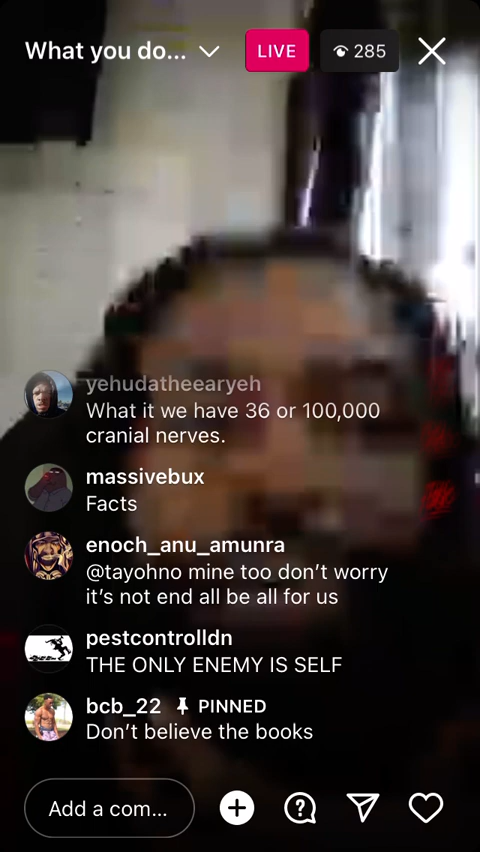 What you do...
LIVE
285
yehudatheearyeh
What it we have 36 or 100,000
cranial nerves.
massivebux
Facts
enoch_anu_amunra
@tayohno mine too don't worry
it's not end all be all for us
pestcontrolldn
THE ONLY ENEMY IS SELF
bcb_22 PINNED
Don't believe the books
Add a com...